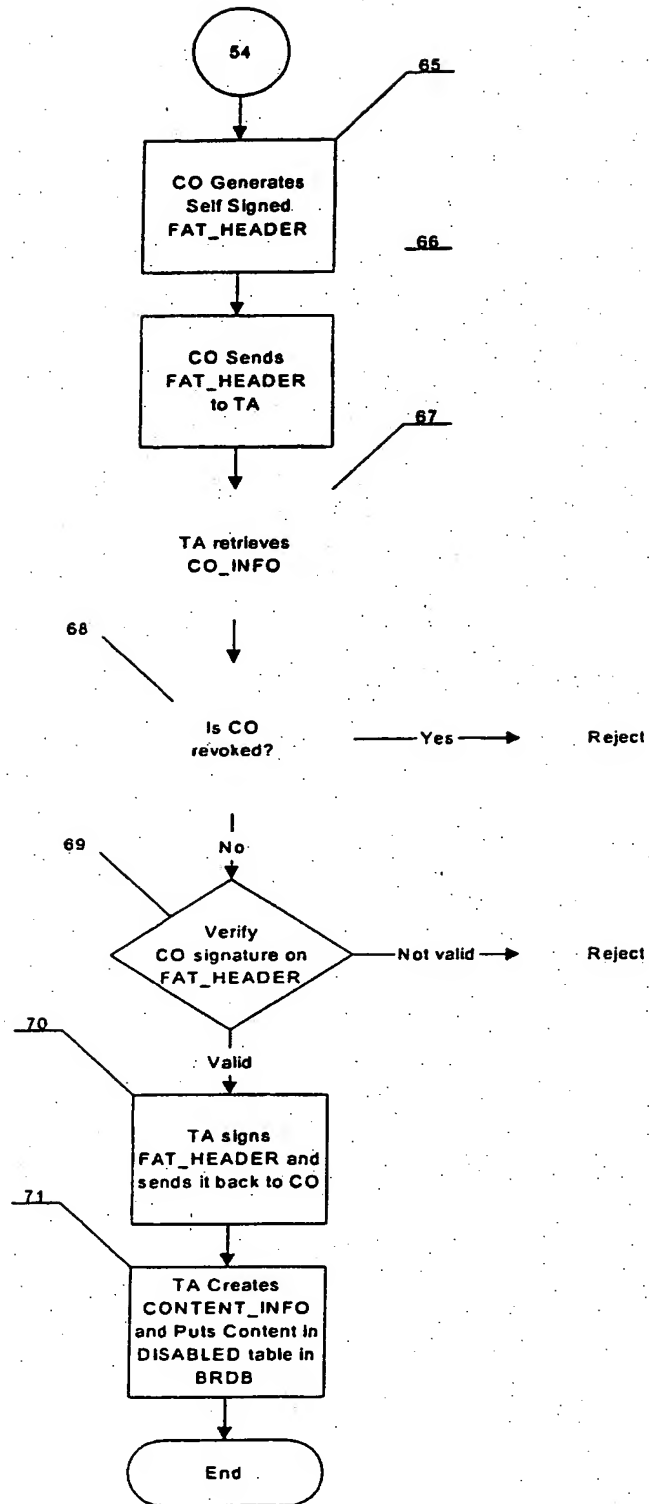 54
65
CO Generates
Self Signed
FAT_HEADER
66
CO Sends
FAT_HEADER
to TA
67
TA retrieves
CO_INFO
68
Is CO
revoked?
Yes
Reject
No
69
Verify
CO signature on
FAT_HEADER
Not valid
Reject
Valid
70
TA signs
FAT_HEADER and
sends it back to CO
71
TA Creates
CONTENT_INFO
and Puts Content in
DISABLED table in
BRDB
End